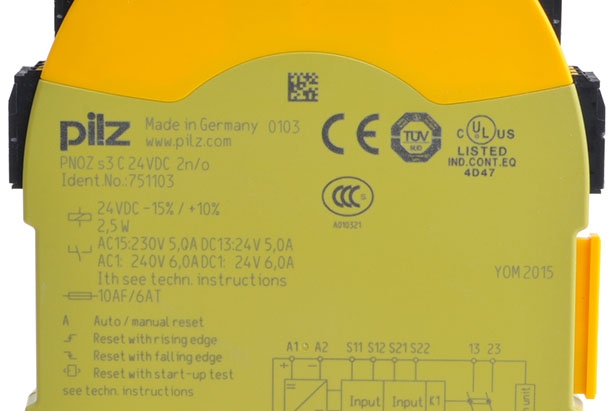 pilz Made in Germany 0103
www.pilz.com
PNOZ s3 C 24VDC 2n/o
Ident.No.:751103
24VDC -15% / +10%
2,5 W
AC15:230V 5,0A DC13:24V 5,0A
AC1: 240V 6,0A DC1: 24V 6,0A
Ith see techn. instructions
10AF/6AT
A Auto / manual reset
Reset with rising edge
Reset with falling edge
Reset with start-up test
see techn. instructions
CE
TÜV
NORD
C UL US
LISTED
IND.CONT.EQ
4D47
CCC
A010321
YOM 2015
A1 A2 S11 S12 S21 S22 13 23
+ -
Input Input K1
unit